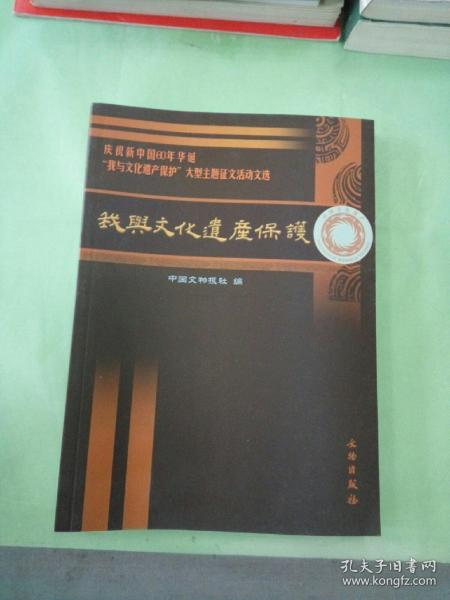 庆祝新中国60年华诞
“我与文化遗产保护”大型主题征文活动文选
我與文化遺産保護
中国文物报社 编
文物出版社
孔夫子旧书网
www.kongfz.com